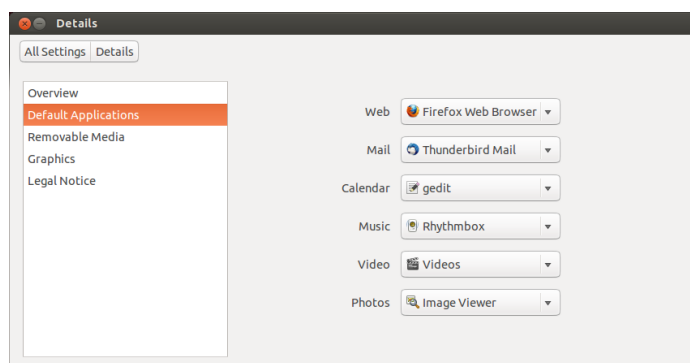 Details
All Settings Details
Overview
Default Applications
Removable Media
Graphics
Legal Notice
Web Firefox Web Browser
Mail Thunderbird Mail
Calendar gedit
Music Rhythmbox
Video Videos
Photos Image Viewer